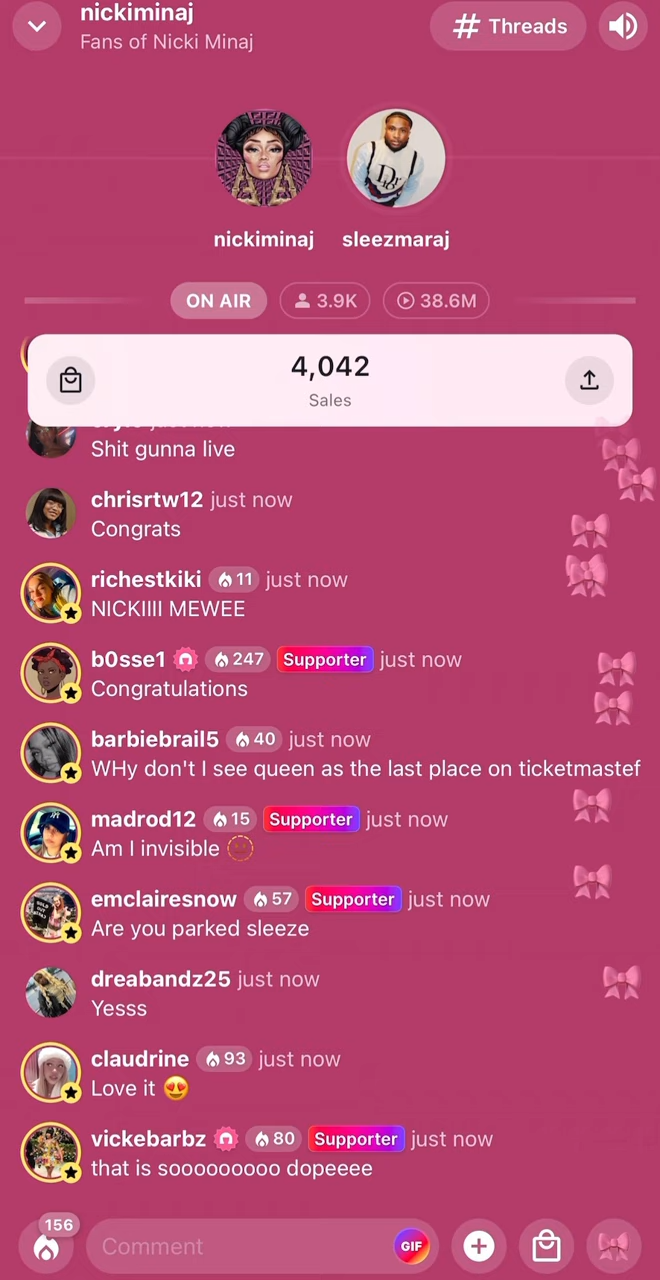 nickiminaj
Fans of Nicki Minaj
Threads
nickiminaj
sleezmaraj
ON AIR
3.9K
38.6M
4,042
Sales
just now
Shit gunna live
chrisrtw12 just now
Congrats
richestkiki 11 just now
NICKIIII MEWEE
b0sse1 247 Supporter just now
Congratulations
barbiebrail5 40 just now
WHy don't I see queen as the last place on ticketmastef
madrod12 15 Supporter just now
Am I invisible
emclairesnow 57 Supporter just now
Are you parked sleeze
dreabandz25 just now
Yesss
claudrine 93 just now
Love it 😍
vickebarbz 80 Supporter just now
that is sooooooooo dopeeee
156
Comment
GIF